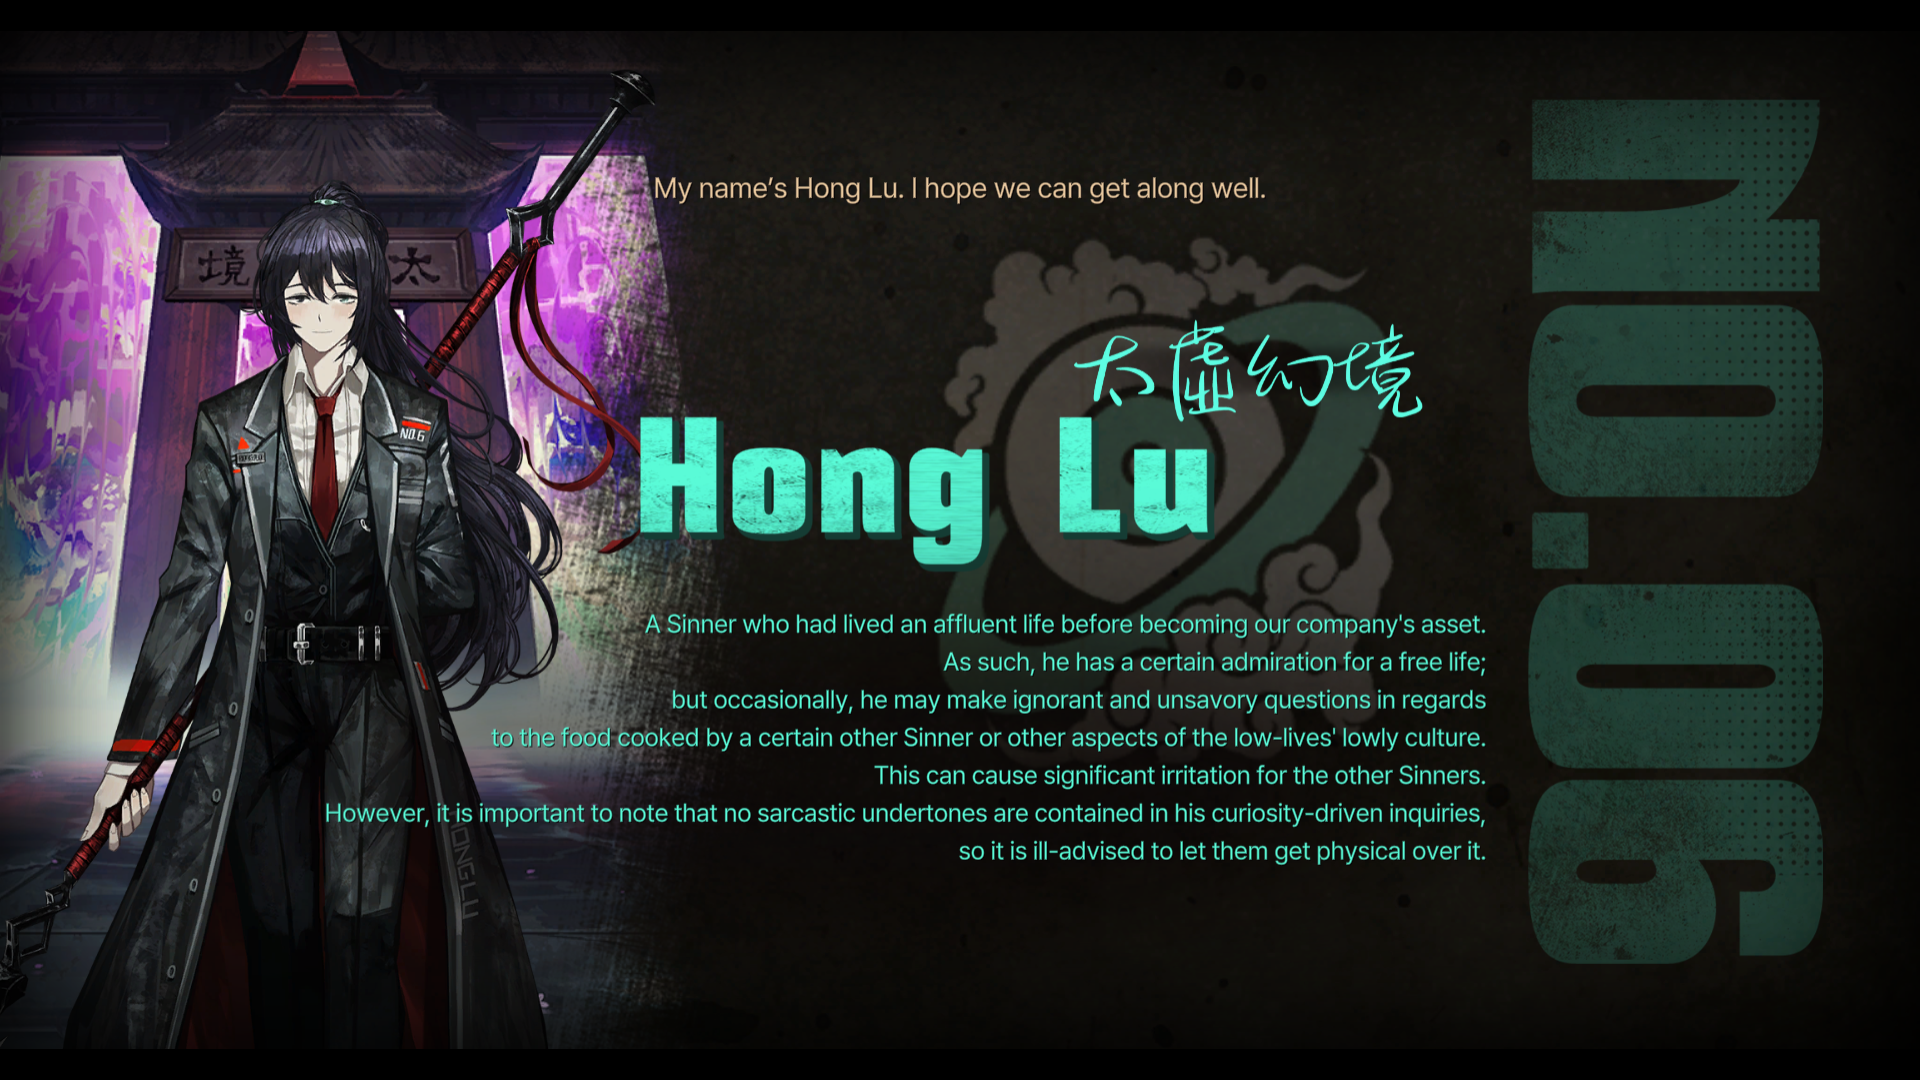 My name's Hong Lu. I hope we can get along well.
太虛幻境
Hong Lu
A Sinner who had lived an affluent life before becoming our company's asset.
As such, he has a certain admiration for a free life;
but occasionally, he may make ignorant and unsavory questions in regards
to the food cooked by a certain other Sinner or other aspects of the low-lives' lowly culture.
This can cause significant irritation for the other Sinners.
However, it is important to note that no sarcastic undertones are contained in his curiosity-driven inquiries,
so it is ill-advised to let them get physical over it.
NO.06
境 太
NO.6
HONG LU